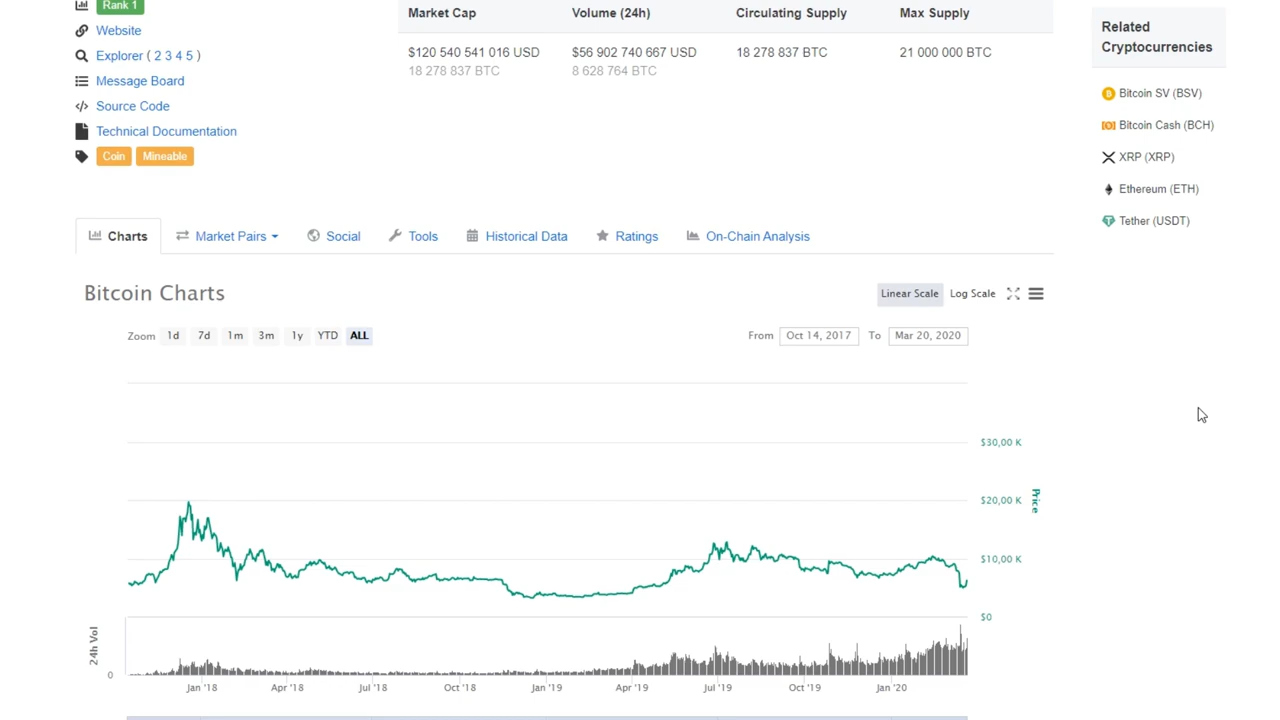 Rank 1
Website
Explorer ( 2 3 4 5 )
Message Board
Source Code
Technical Documentation
Coin Mineable
Market Cap Volume (24h) Circulating Supply Max Supply
$120 540 541 016 USD $56 902 740 667 USD 18 278 837 BTC 21 000 000 BTC
18 278 837 BTC 8 628 764 BTC
Related
Cryptocurrencies
Bitcoin SV (BSV)
Bitcoin Cash (BCH)
XRP (XRP)
Ethereum (ETH)
Tether (USDT)
Charts Market Pairs Social Tools Historical Data Ratings On-Chain Analysis
Bitcoin Charts
Linear Scale Log Scale
Zoom 1d 7d 1m 3m 1y YTD ALL
From Oct 14, 2017 To Mar 20, 2020
$30,00 K
$20,00 K
$10,00 K
$0
Price
24h Vol
0
Jan '18 Apr '18 Jul '18 Oct '18 Jan '19 Apr '19 Jul '19 Oct '19 Jan '20